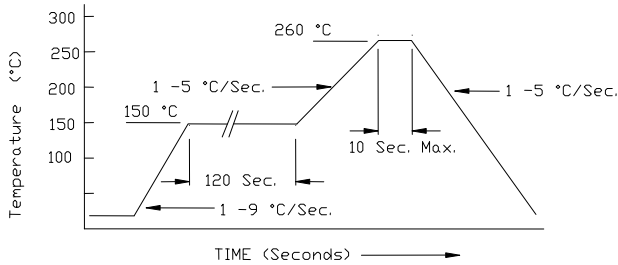 300
260 °C
250
200
1 -5 °C/Sec.
1 -5 °C/Sec.
150 °C
150
10 Sec. Max.
100
120 Sec.
1 -9 °C/Sec.
Temperature (°C)
TIME (Seconds)